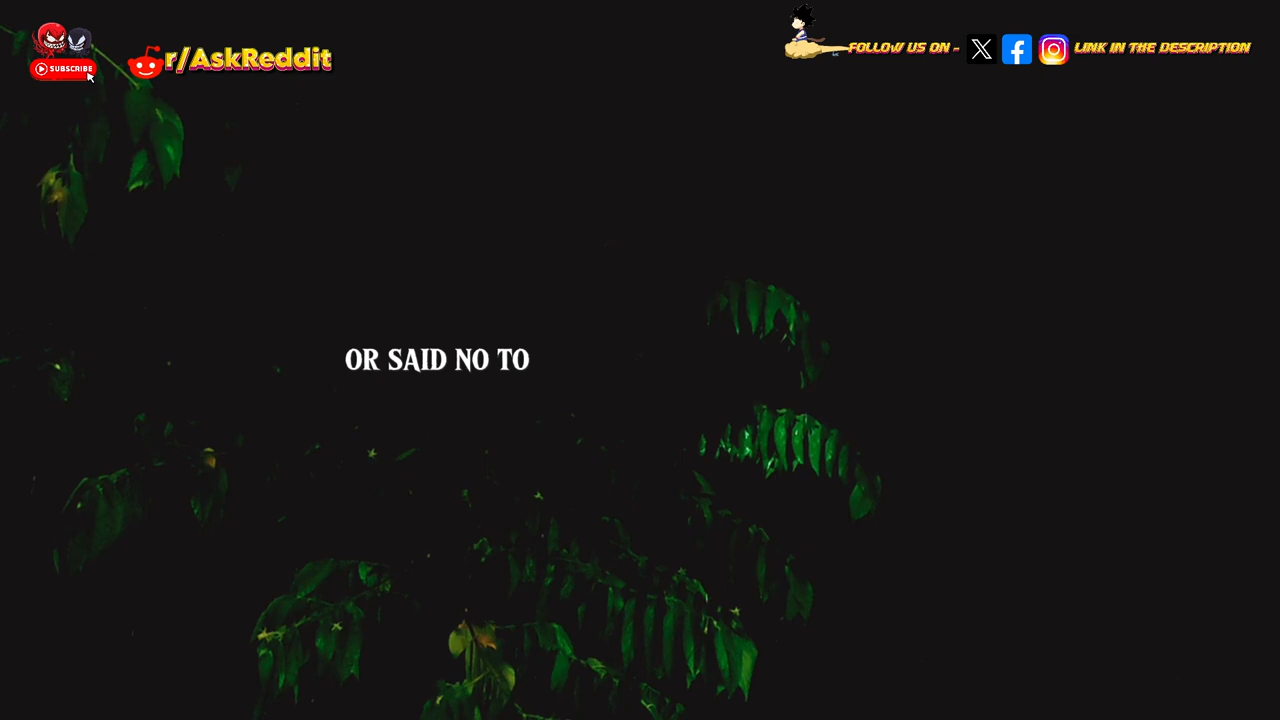 SUBSCRIBE
r/AskReddit
FOLLOW US ON -
LINK IN THE DESCRIPTION
OR SAID NO TO